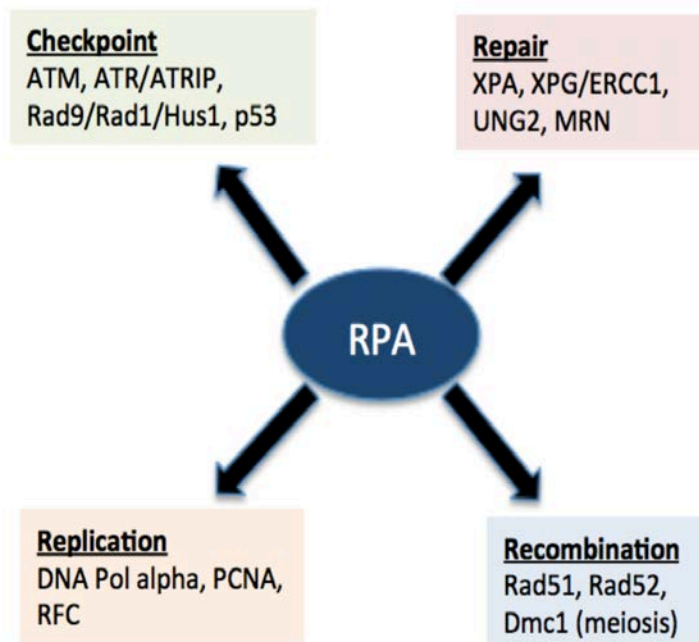 Checkpoint
ATM, ATR/ATRIP,
Rad9/Rad1/Hus1, p53
Repair
XPA, XPG/ERCC1,
UNG2, MRN
RPA
Replication
DNA Pol alpha, PCNA,
RFC
Recombination
Rad51, Rad52,
Dmc1 (meiosis)